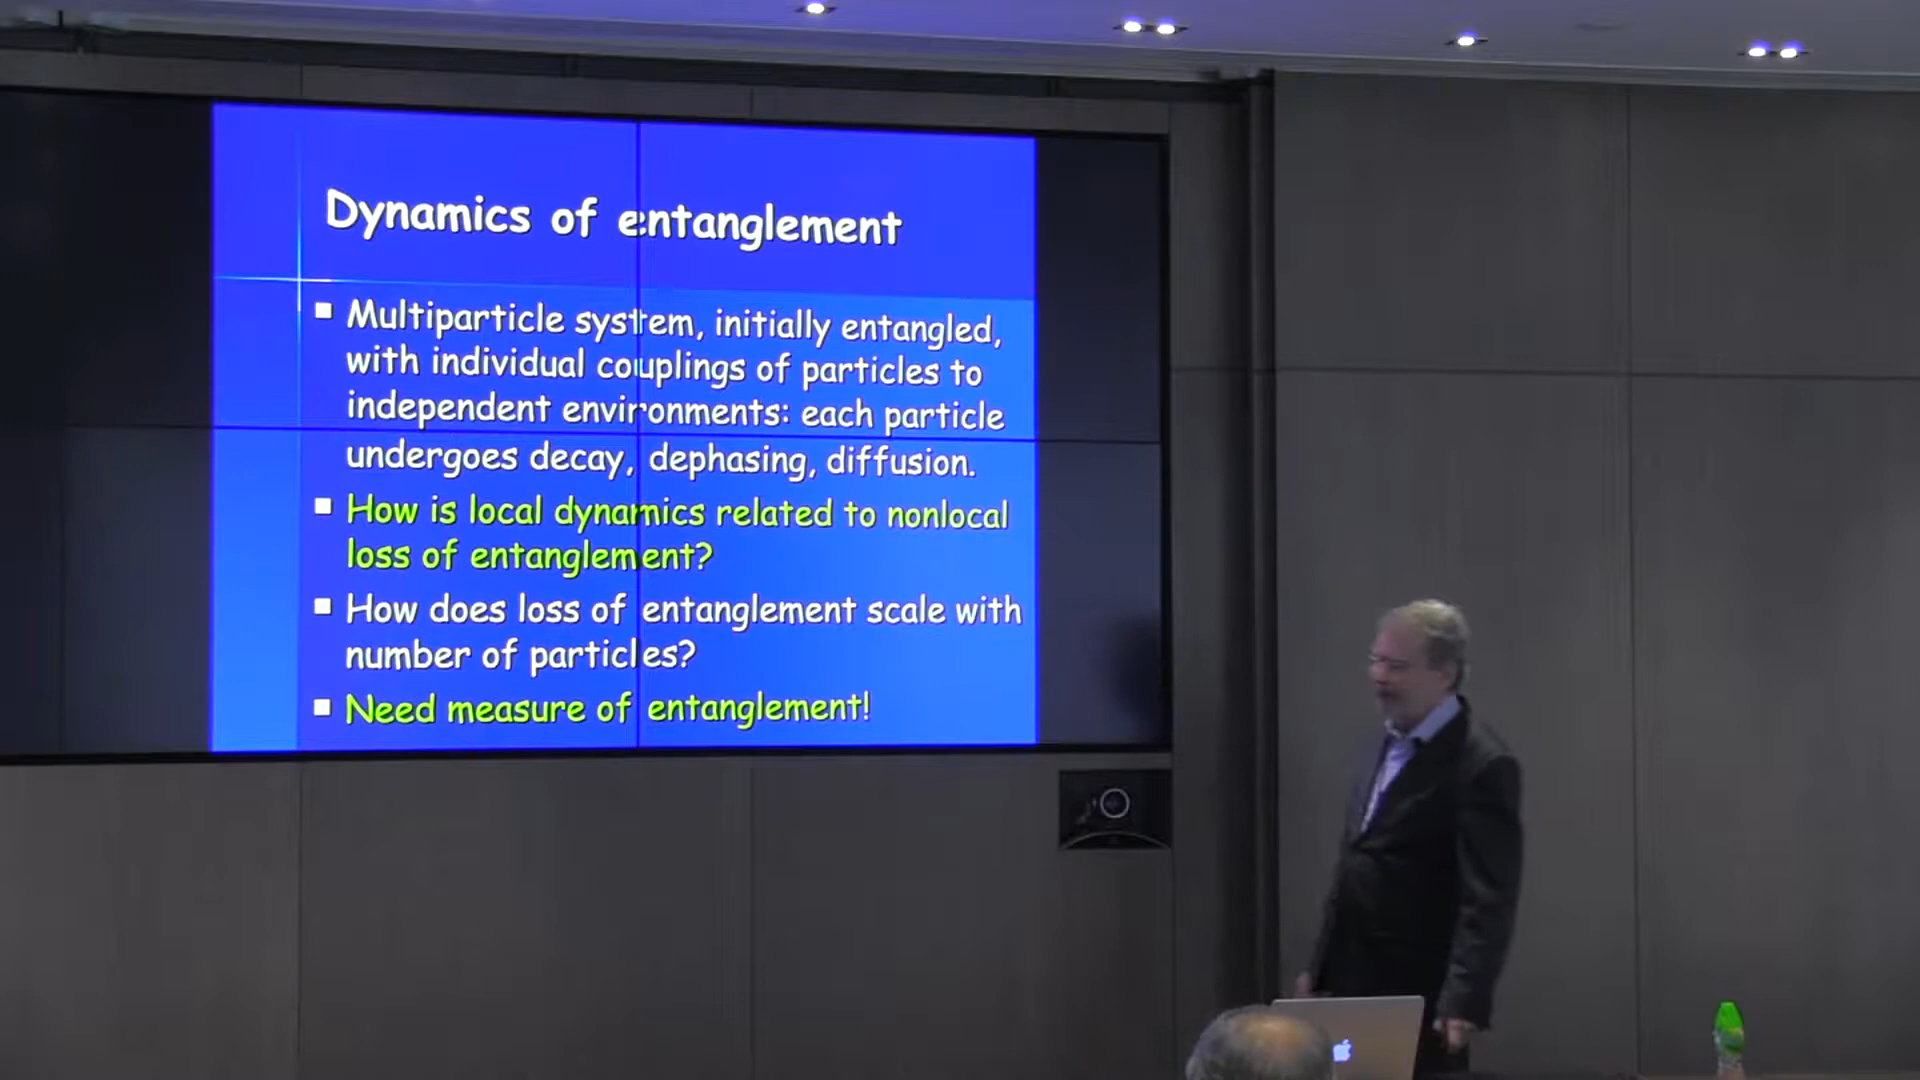 Dynamics of entanglement
Multiparticle system, initially entangled,
with individual couplings of particles to
independent environments: each particle
undergoes decay, dephasing, diffusion.
How is local dynamics related to nonlocal
loss of entanglement?
How does loss of entanglement scale with
number of particles?
Need measure of entanglement!